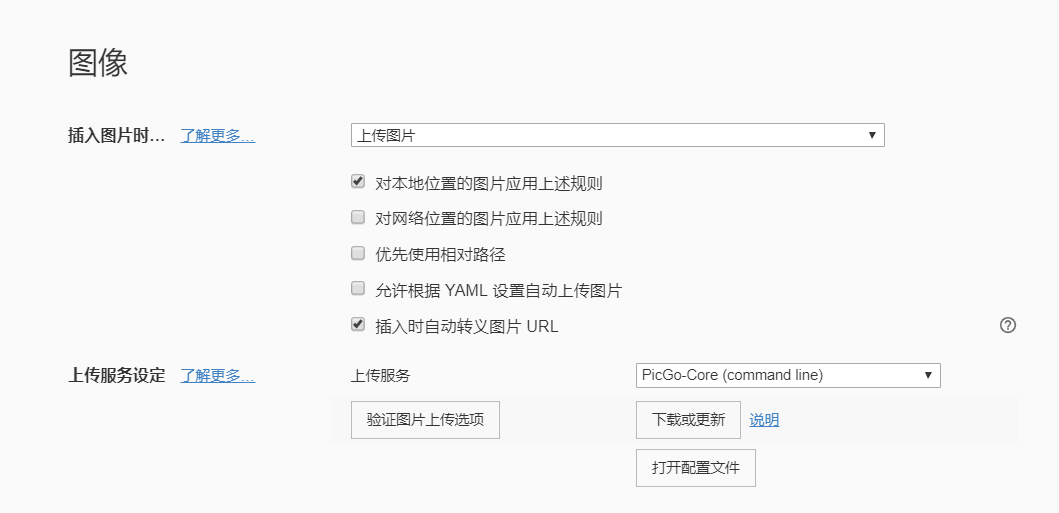 图像
插入图片时... 了解更多... 上传图片
对本地位置的图片应用上述规则
对网络位置的图片应用上述规则
优先使用相对路径
允许根据 YAML 设置自动上传图片
插入时自动转义图片 URL
上传服务设定 了解更多... 上传服务 PicGo-Core (command line)
验证图片上传选项 下载或更新 说明
打开配置文件